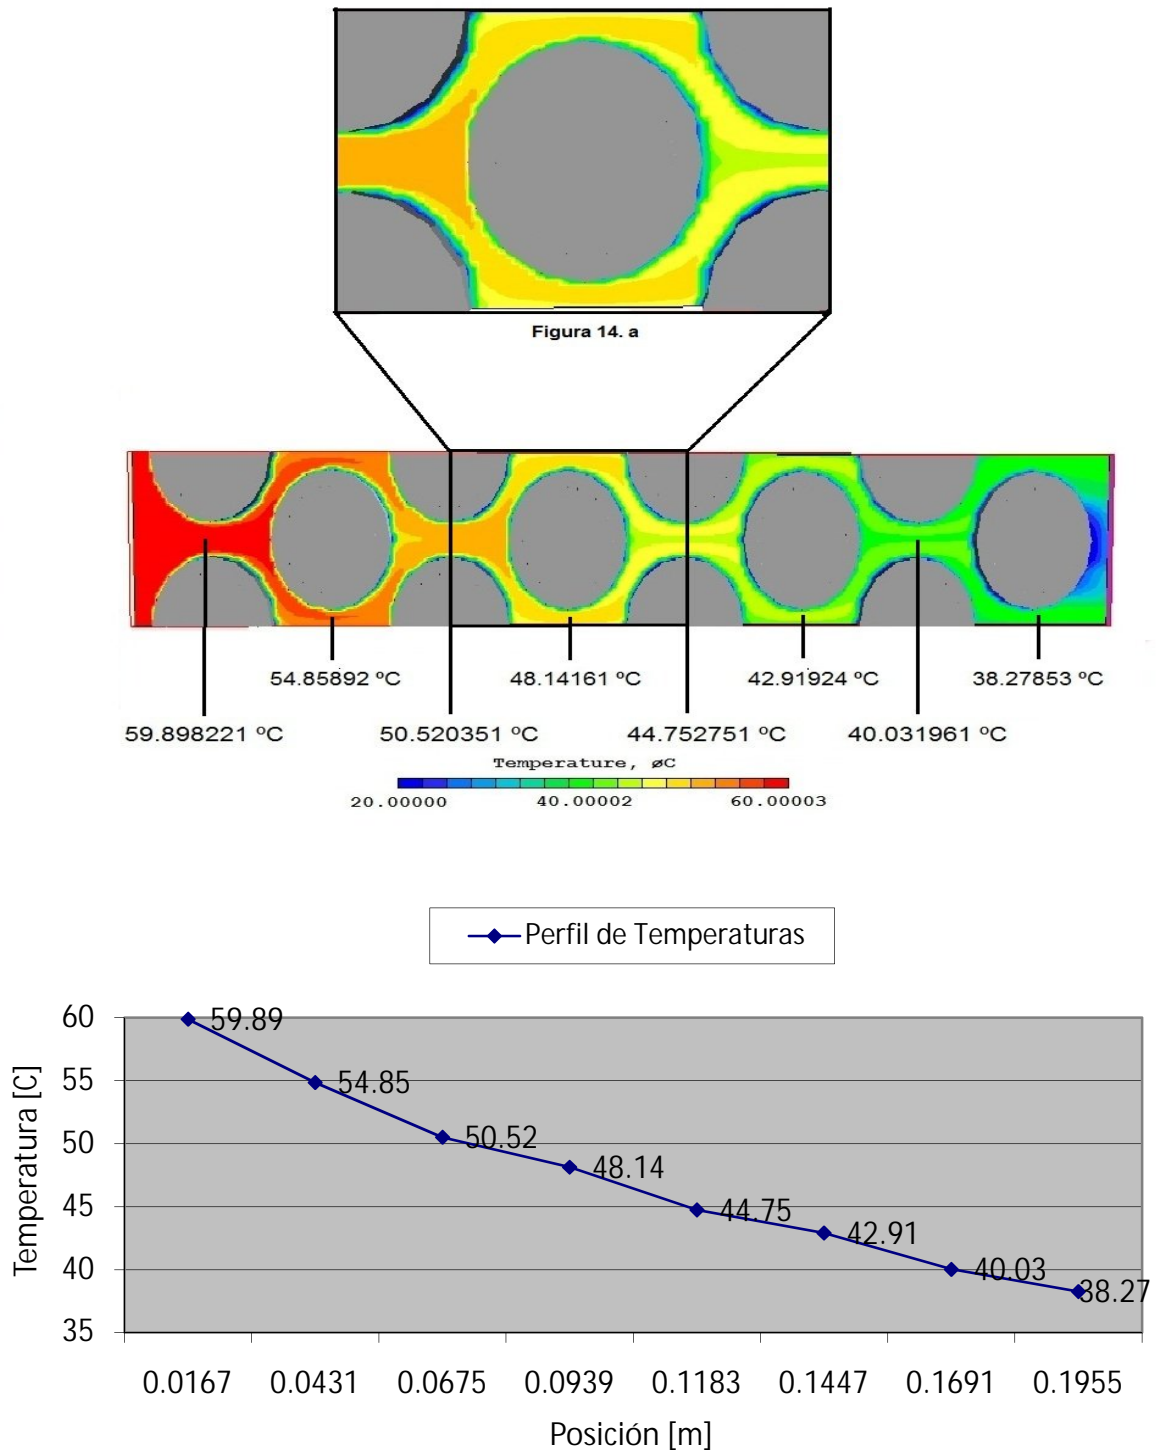 Figura 14. a
54.85892 ºC
48.14161 ºC
42.91924 ºC
38.27853 ºC
59.898221 ºC
50.520351 ºC
44.752751 ºC
40.031961 ºC
Temperature, øC
20.00000
40.00002
60.00003
Perfil de Temperaturas
Temperatura [C]
60
55
50
45
40
35
59.89
54.85
50.52
48.14
44.75
42.91
40.03
38.27
0.0167
0.0431
0.0675
0.0939
0.1183
0.1447
0.1691
0.1955
Posición [m]